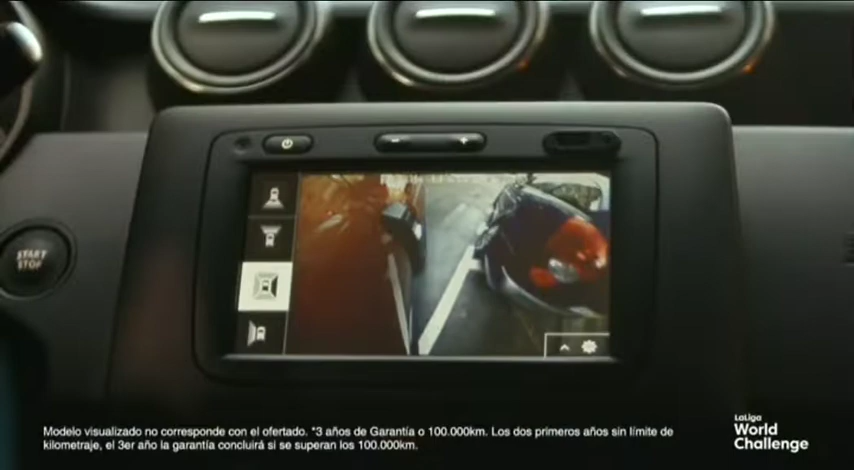 START
STOP
LaLiga
World
Challenge
Modelo visualizado no corresponde con el ofertado. *3 años de Garantía o 100.000km. Los dos primeros años sin límite de
kilometraje, el 3er año la garantía concluirá si se superan los 100.000km.